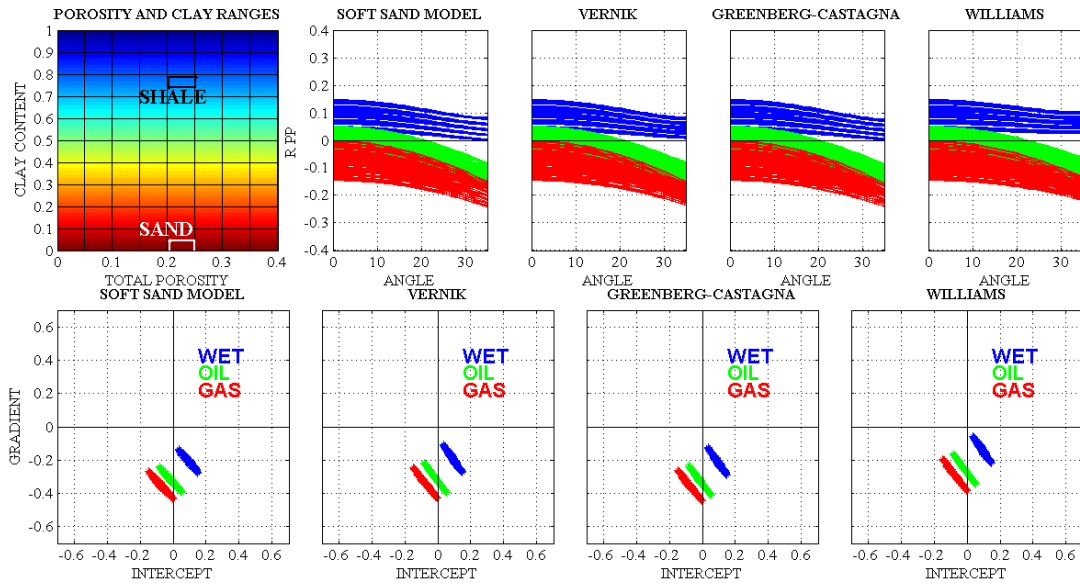 POROSITY AND CLAY RANGES
SOFT SAND MODEL
VERNIK
GREENBERG-CASTAGNA
WILLIAMS
CLAY CONTENT
1
0.9
0.8
0.7
0.6
0.5
0.4
0.3
0.2
0.1
0
SHALE
SAND
0 0.1 0.2 0.3 0.4
TOTAL POROSITY
R PP
0.4
0.3
0.2
0.1
0
-0.1
-0.2
-0.3
-0.4
0 10 20 30
ANGLE
0 10 20 30
ANGLE
0 10 20 30
ANGLE
0 10 20 30
ANGLE
SOFT SAND MODEL
VERNIK
GREENBERG-CASTAGNA
WILLIAMS
GRADIENT
0.6
0.4
0.2
0
-0.2
-0.4
-0.6
WET
OIL
GAS
-0.6 -0.4 -0.2 0 0.2 0.4 0.6
INTERCEPT
WET
OIL
GAS
-0.6 -0.4 -0.2 0 0.2 0.4 0.6
INTERCEPT
WET
OIL
GAS
-0.6 -0.4 -0.2 0 0.2 0.4 0.6
INTERCEPT
WET
OIL
GAS
-0.6 -0.4 -0.2 0 0.2 0.4 0.6
INTERCEPT